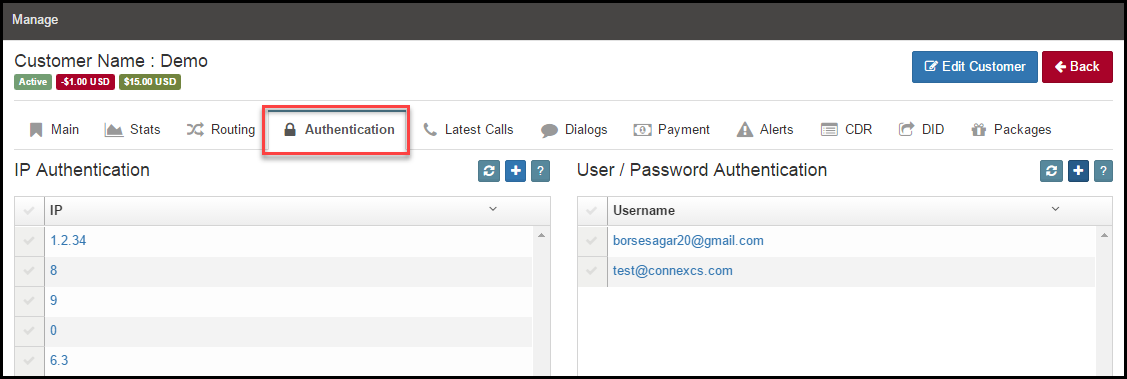 Manage
Customer Name : Demo
Edit Customer
Back
Active -$1.00 USD $15.00 USD
Main Stats Routing Authentication Latest Calls Dialogs Payment Alerts CDR DID Packages
IP Authentication
?
User / Password Authentication
?
IP
Username
1.2.34
borsesagar20@gmail.com
8
test@connexcs.com
9
0
6.3